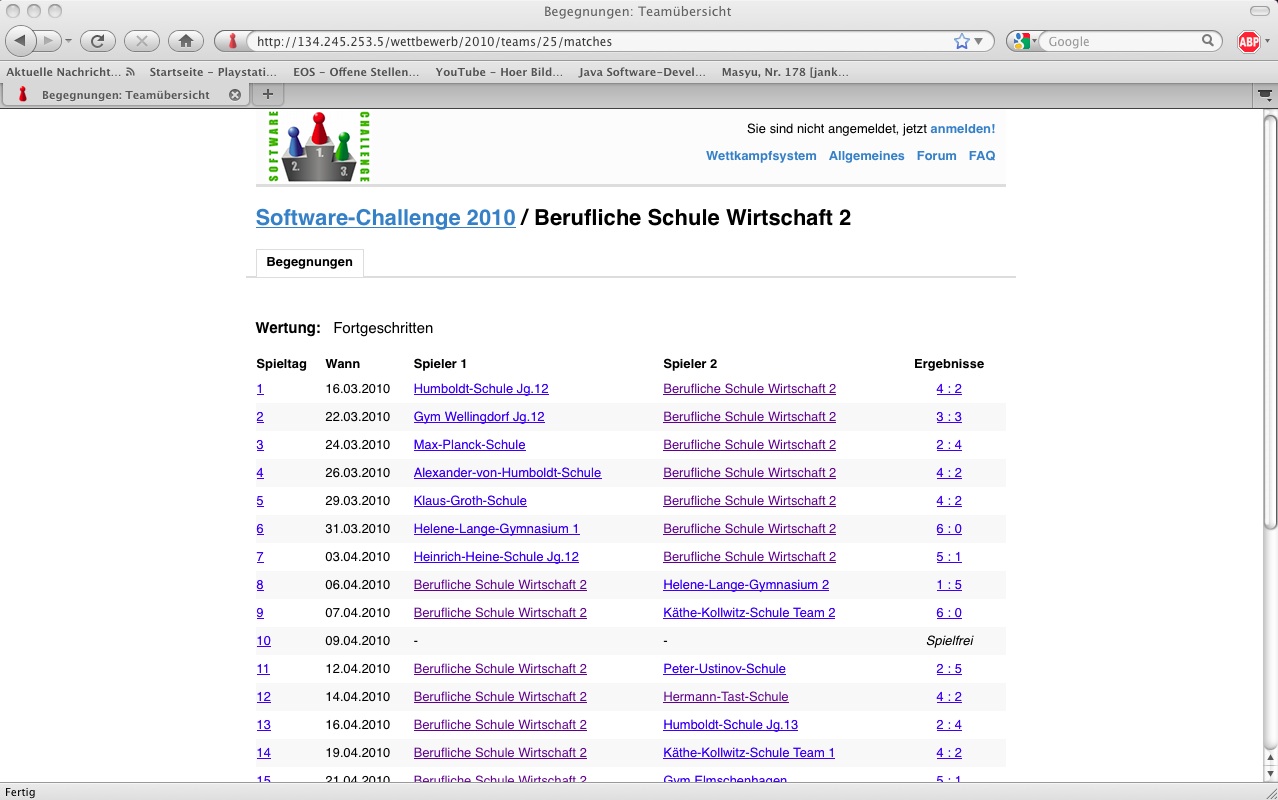 Begegnungen: Teamübersicht
http://134.245.253.5/wettbewerb/2010/teams/25/matches
Google
ABP
Aktuelle Nachricht... Startseite – Playstati... EOS – Offene Stellen... YouTube – Hoer Bild... Java Software-Devel... Masyu, Nr. 178 [jank...
Begegnungen: Teamübersicht
SOFTWARE CHALLENGE
2. 1. 3.
Sie sind nicht angemeldet, jetzt anmelden!
Wettkampfsystem Allgemeines Forum FAQ
Software-Challenge 2010 / Berufliche Schule Wirtschaft 2
Begegnungen
Wertung: Fortgeschritten
Spieltag Wann Spieler 1 Spieler 2 Ergebnisse
1 16.03.2010 Humboldt-Schule Jg.12 Berufliche Schule Wirtschaft 2 4 : 2
2 22.03.2010 Gym Wellingdorf Jg.12 Berufliche Schule Wirtschaft 2 3 : 3
3 24.03.2010 Max-Planck-Schule Berufliche Schule Wirtschaft 2 2 : 4
4 26.03.2010 Alexander-von-Humboldt-Schule Berufliche Schule Wirtschaft 2 4 : 2
5 29.03.2010 Klaus-Groth-Schule Berufliche Schule Wirtschaft 2 4 : 2
6 31.03.2010 Helene-Lange-Gymnasium 1 Berufliche Schule Wirtschaft 2 6 : 0
7 03.04.2010 Heinrich-Heine-Schule Jg.12 Berufliche Schule Wirtschaft 2 5 : 1
8 06.04.2010 Berufliche Schule Wirtschaft 2 Helene-Lange-Gymnasium 2 1 : 5
9 07.04.2010 Berufliche Schule Wirtschaft 2 Käthe-Kollwitz-Schule Team 2 6 : 0
10 09.04.2010 - - Spielfrei
11 12.04.2010 Berufliche Schule Wirtschaft 2 Peter-Ustinov-Schule 2 : 5
12 14.04.2010 Berufliche Schule Wirtschaft 2 Hermann-Tast-Schule 4 : 2
13 16.04.2010 Berufliche Schule Wirtschaft 2 Humboldt-Schule Jg.13 2 : 4
14 19.04.2010 Berufliche Schule Wirtschaft 2 Käthe-Kollwitz-Schule Team 1 4 : 2
15 21.04.2010 Berufliche Schule Wirtschaft 2 Gym Elmschenhagen 5 : 1
Fertig